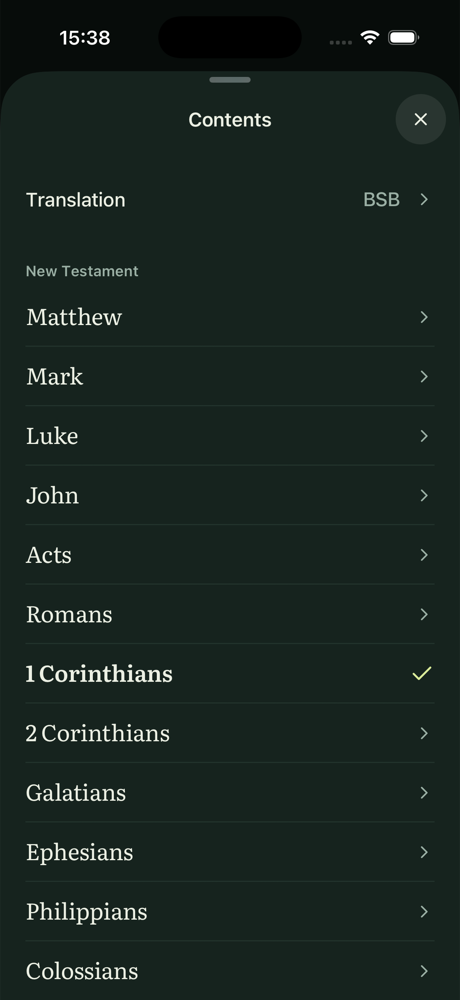 15:38
Contents
Translation BSB
New Testament
Matthew
Mark
Luke
John
Acts
Romans
1 Corinthians
2 Corinthians
Galatians
Ephesians
Philippians
Colossians